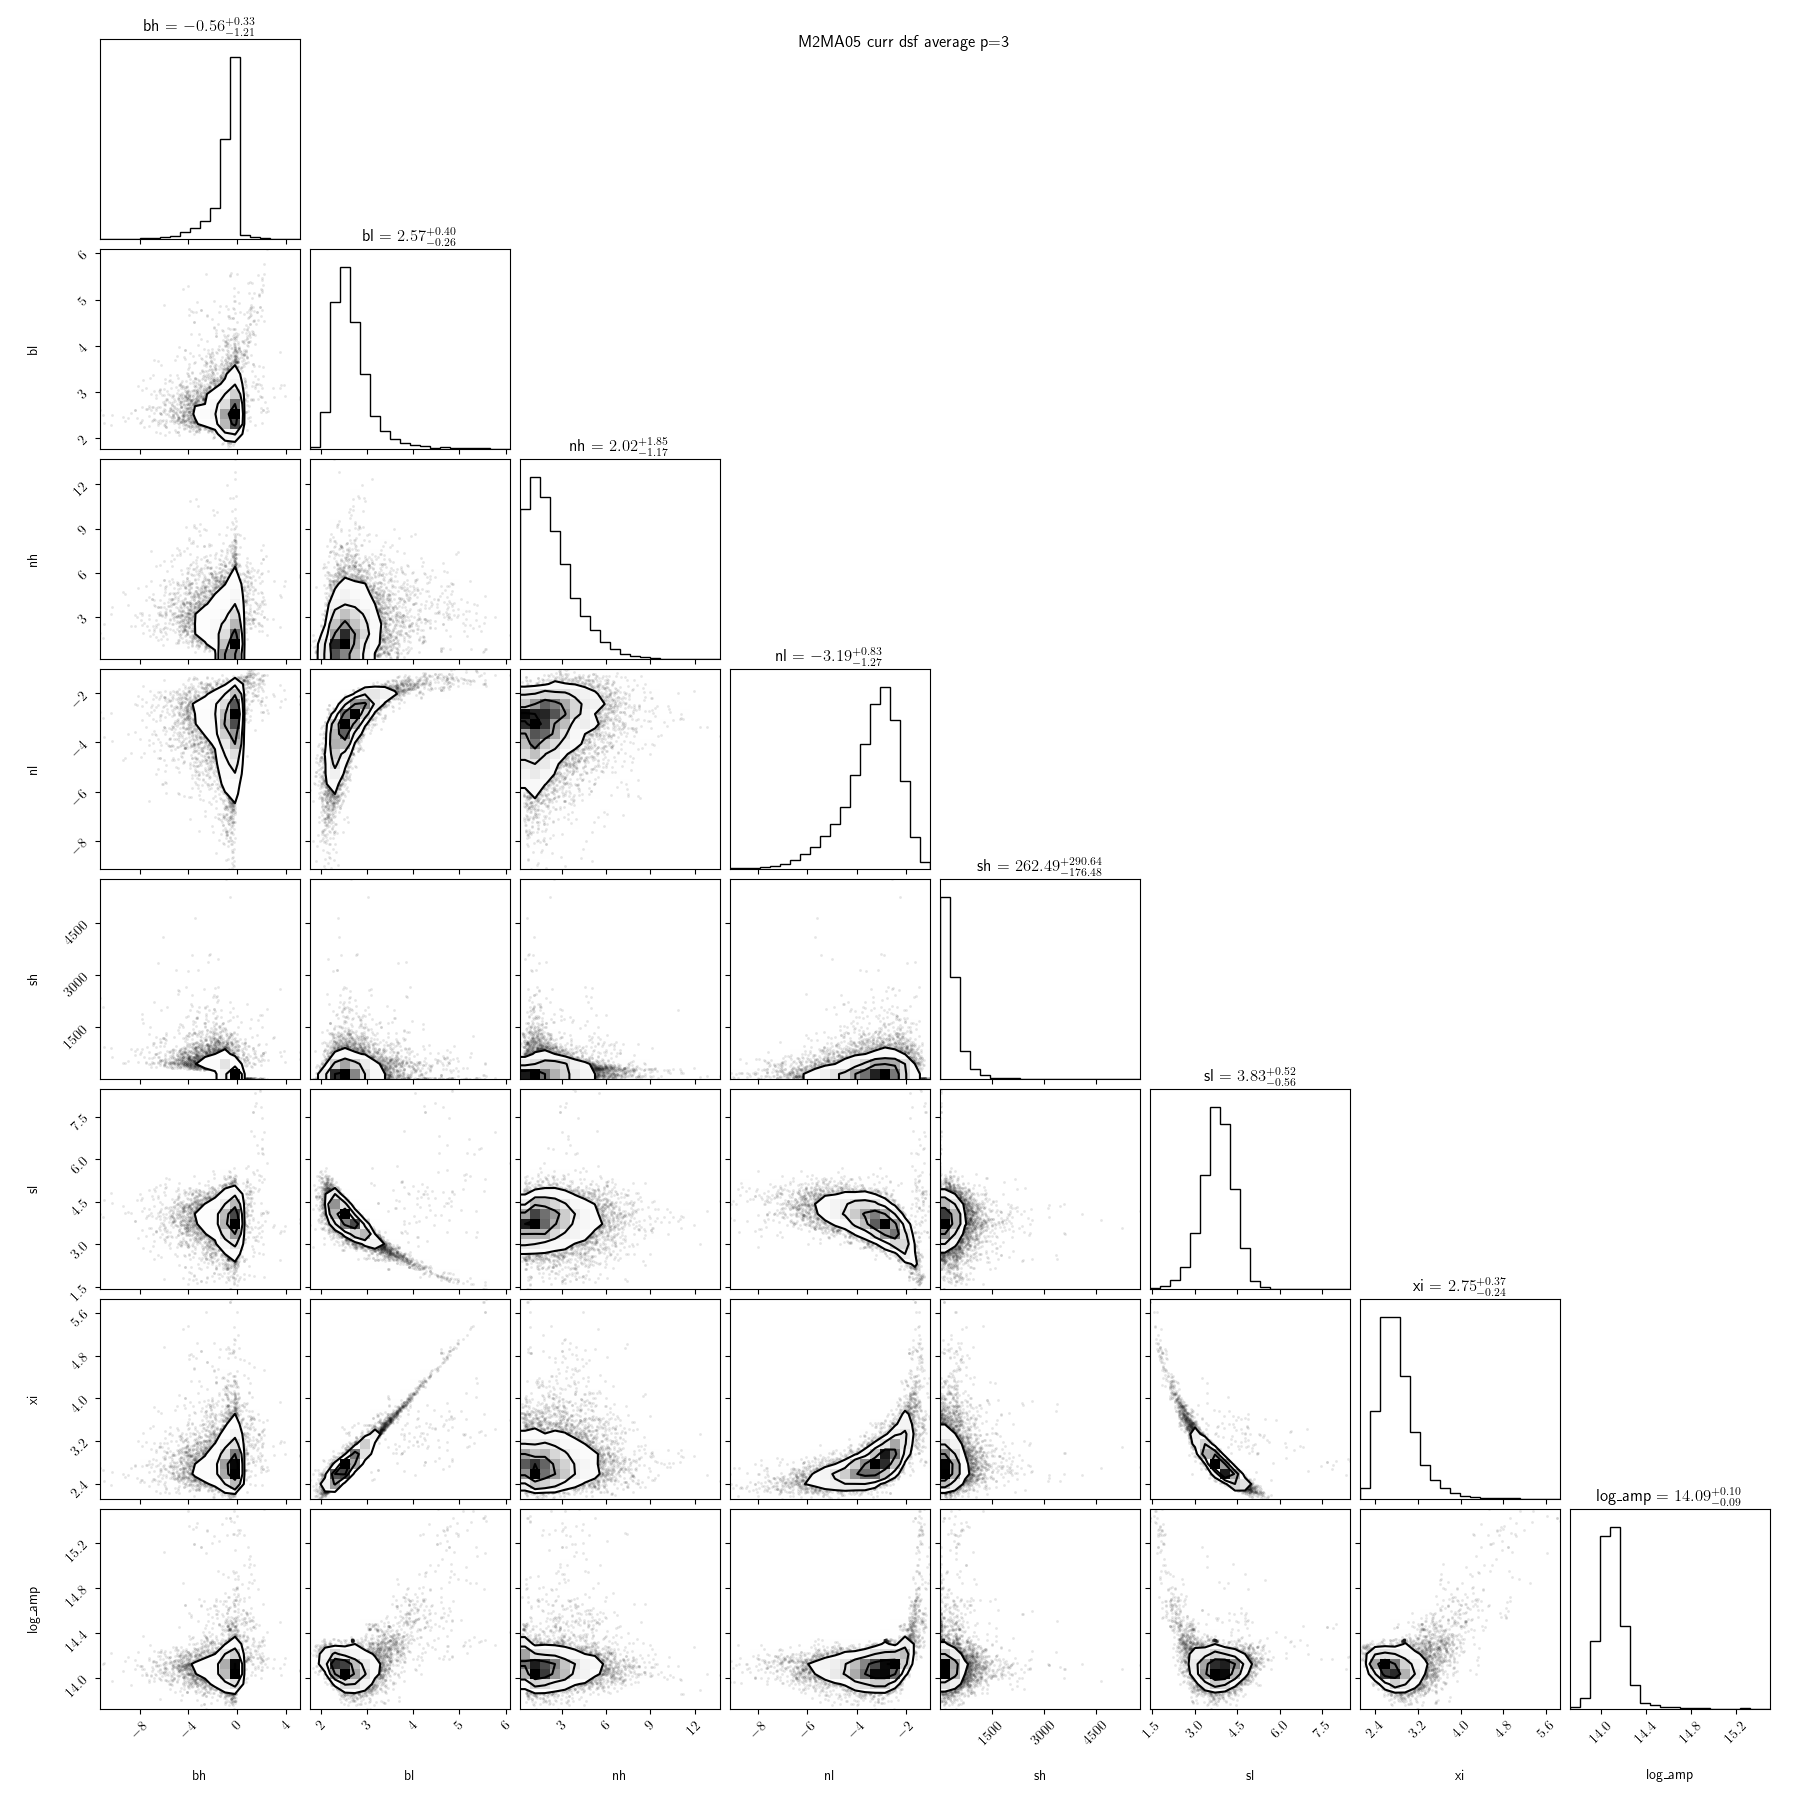 M2MA05 curr dsf average p=3
bh = −0.56 +0.33 −1.21
bl = 2.57 +0.40 −0.26
6
5
4
3
2
bl
nh = 2.02 +1.85 −1.17
12
9
6
3
nh
nl = −3.19 +0.83 −1.27
−2
−4
−6
−8
nl
sh = 262.49 +290.64 −176.48
4500
3000
1500
sh
sl = 3.83 +0.52 −0.56
7.5
6.0
4.5
3.0
1.5
sl
xi = 2.75 +0.37 −0.24
5.6
4.8
4.0
3.2
2.4
xi
log_amp = 14.09 +0.10 −0.09
15.2
14.8
14.4
14.0
log_amp
−8 −4 0 4 2 3 4 5 6 3 6 9 12 −8 −6 −4 −2 1500 3000 4500 1.5 3.0 4.5 6.0 7.5 2.4 3.2 4.0 4.8 5.6 14.0 14.4 14.8 15.2
bh bl nh nl sh sl xi log_amp